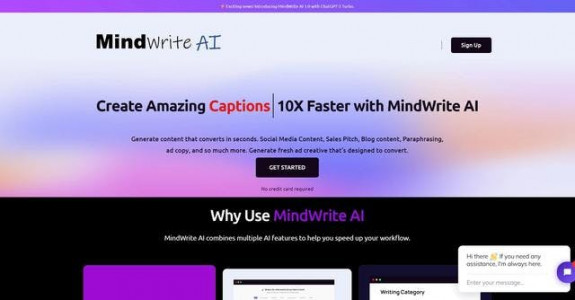 Exciting news: Introducing MindWrite AI 1.0 with ChatGPT-3 Turbo
MindWrite AI
Sign Up
Create Amazing Captions 10X Faster with MindWrite AI
Generate content that converts in seconds. Social Media Content, Sales Pitch, Blog content, Paraphrasing,
ad copy, and so much more. Generate fresh ad creative that's designed to convert.
GET STARTED
No credit card required
Why Use MindWrite AI
MindWrite AI combines multiple AI features to help you speed up your workflow.
Writing Catagory
Hi there 👋 If you need any
assistance, I'm always here.
Enter your message...